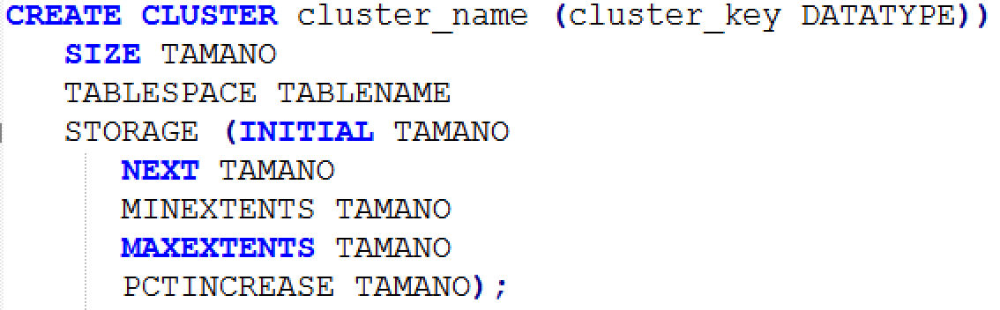 CREATE CLUSTER cluster_name (cluster_key DATATYPE))
SIZE TAMANO
TABLESPACE TABLENAME
STORAGE (INITIAL TAMANO
NEXT TAMANO
MINEXTENTS TAMANO
MAXEXTENTS TAMANO
PCTINCREASE TAMANO);